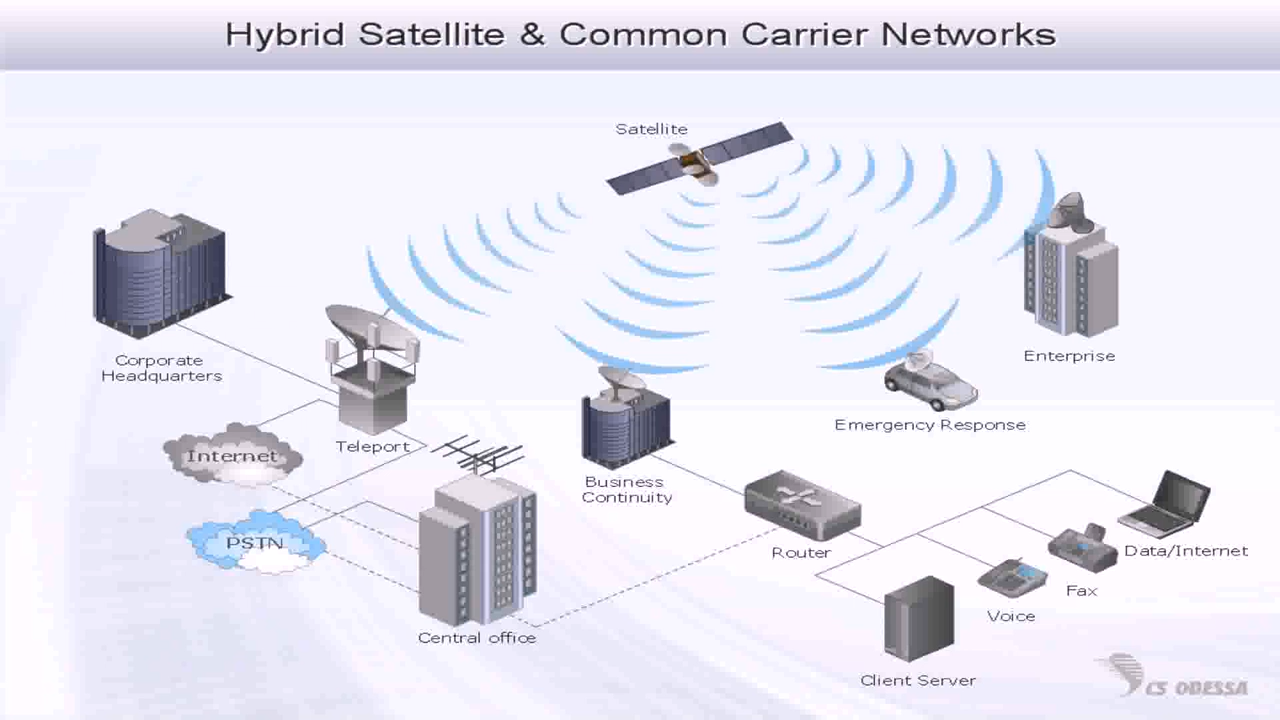 Hybrid Satellite & Common Carrier Networks
Satellite
Corporate
Headquarters
Enterprise
Teleport
Emergency Response
Internet
Business
Continuity
PSTN
Router
Data/Internet
Fax
Voice
Central office
Client Server
CS ODESSA